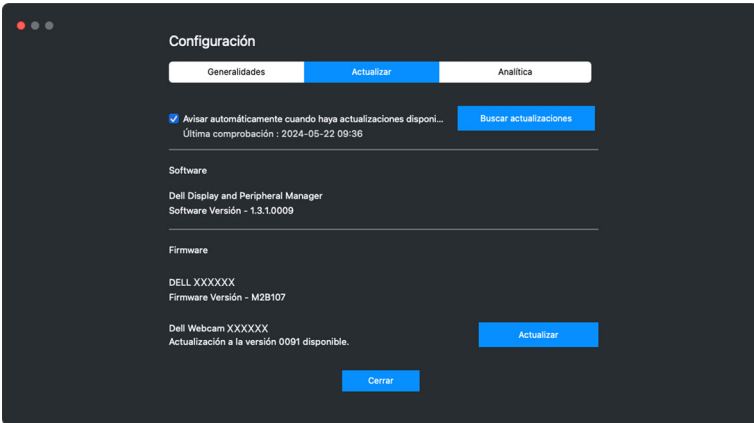 Configuración
Generalidades
Actualizar
Analítica
Avisar automáticamente cuando haya actualizaciones disponi...
Buscar actualizaciones
Última comprobación : 2024-05-22 09:36
Software
Dell Display and Peripheral Manager
Software Versión - 1.3.1.0009
Firmware
DELL XXXXXX
Firmware Versión - M2B107
Dell Webcam XXXXXX
Actualización a la versión 0091 disponible.
Actualizar
Cerrar